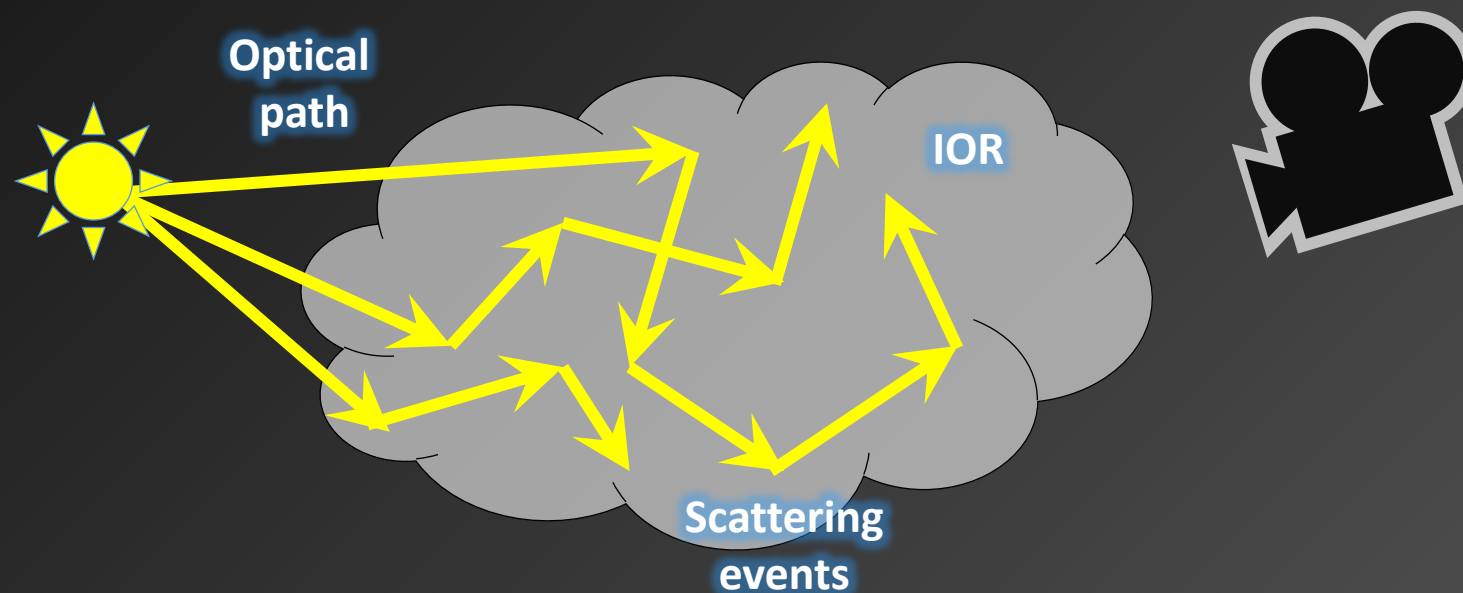 Optical
path
IOR
Scattering
events